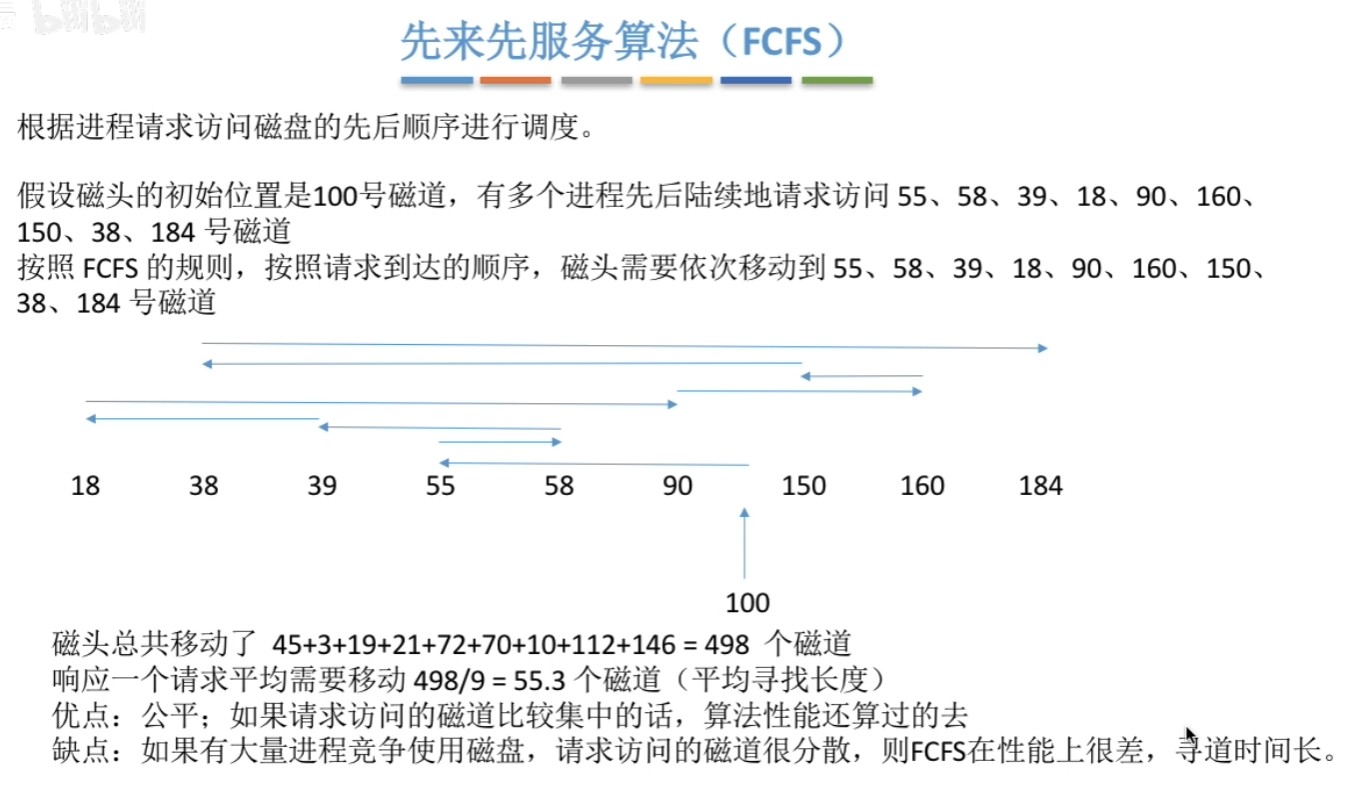 先来先服务算法（FCFS）
根据进程请求访问磁盘的先后顺序进行调度。
假设磁头的初始位置是100号磁道，有多个进程先后陆续地请求访问 55、58、39、18、90、160、
150、38、184 号磁道
按照 FCFS 的规则，按照请求到达的顺序，磁头需要依次移动到 55、58、39、18、90、160、150、
38、184 号磁道
18 38 39 55 58 90 150 160 184
100
磁头总共移动了 45+3+19+21+72+70+10+112+146 = 498 个磁道
响应一个请求平均需要移动 498/9 = 55.3 个磁道（平均寻找长度）
优点：公平；如果请求访问的磁道比较集中的话，算法性能还算过的去
缺点：如果有大量进程竞争使用磁盘，请求访问的磁道很分散，则FCFS在性能上很差，寻道时间长。